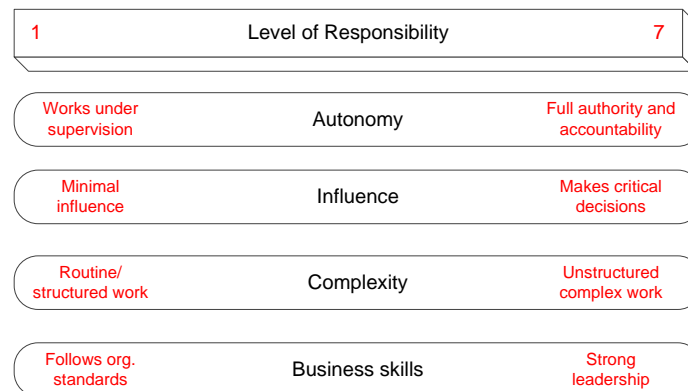 1 Level of Responsibility 7
Works under
supervision
Autonomy
Full authority and
accountability
Minimal
influence
Influence
Makes critical
decisions
Routine/
structured work
Complexity
Unstructured
complex work
Follows org.
standards
Business skills
Strong
leadership